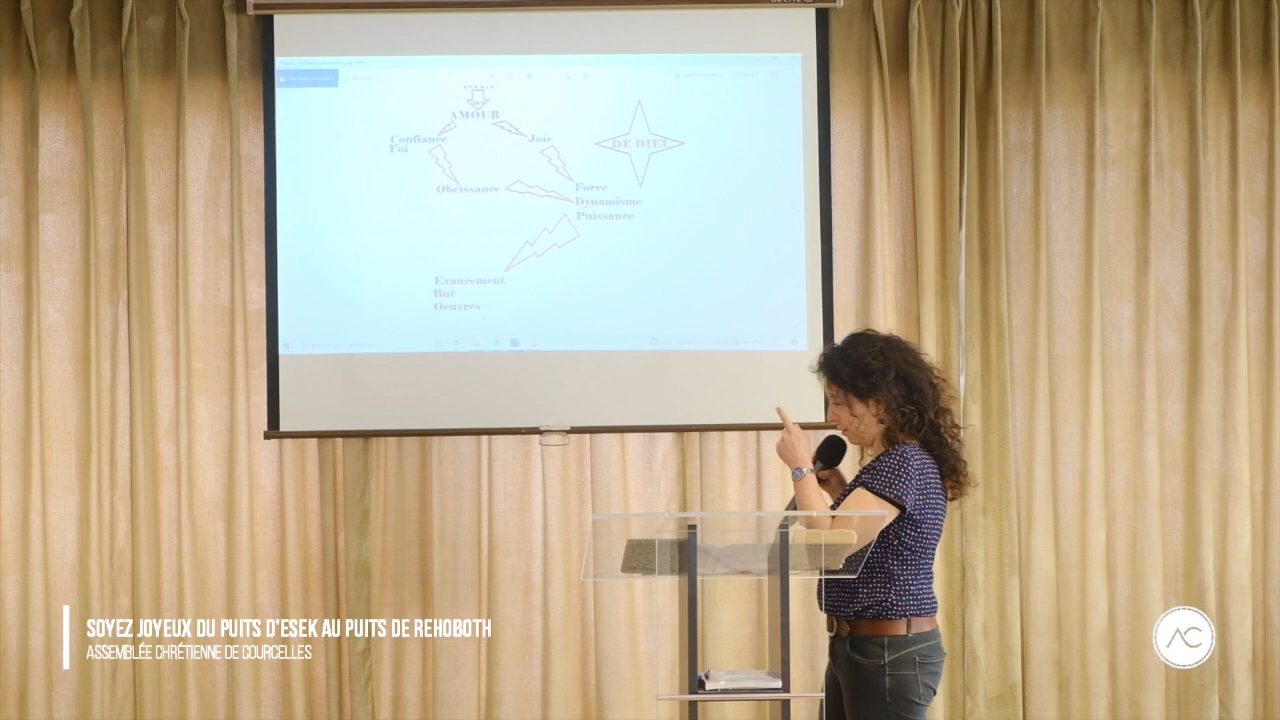 AMOUR
Confiance
Foi
Joie
DE DIEU
Obéissance
Force
Dynamisme
Puissance
Exaucement
But
Oeuvres
SOYEZ JOYEUX DU PUITS D'ESEK AU PUITS DE REHOBOTH
ASSEMBLÉE CHRÉTIENNE DE COURCELLES
AC